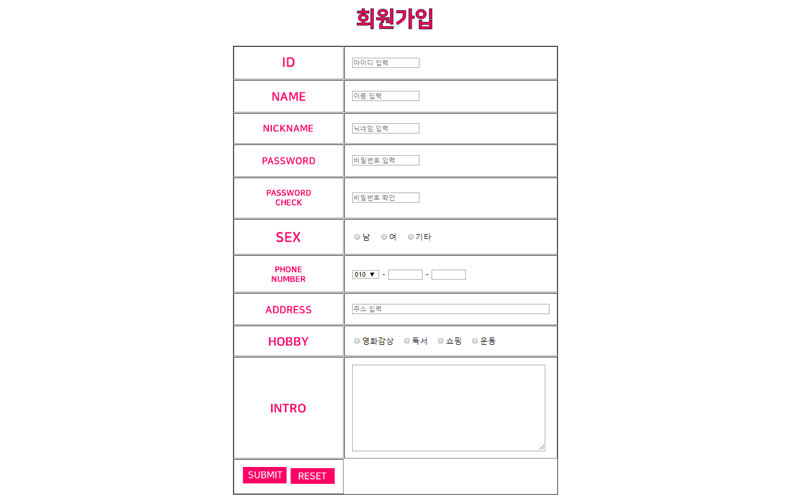 회원가입
ID 아이디 입력
NAME 이름 입력
NICKNAME 닉네임 입력
PASSWORD 비밀번호 입력
PASSWORD
CHECK
비밀번호 확인
SEX 남 여 기타
PHONE
NUMBER
010 ▼ - -
ADDRESS 주소 입력
HOBBY 영화감상 독서 쇼핑 운동
INTRO
SUBMIT RESET